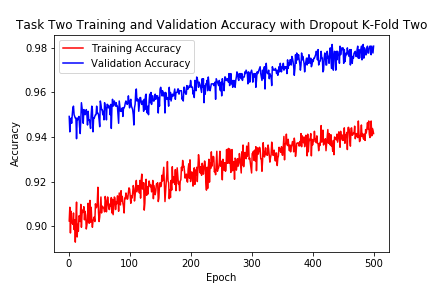 Task Two Training and Validation Accuracy with Dropout K-Fold Two
Training Accuracy
Validation Accuracy
0.98
0.96
0.94
0.92
0.90
Accuracy
0
100
200
300
400
500
Epoch